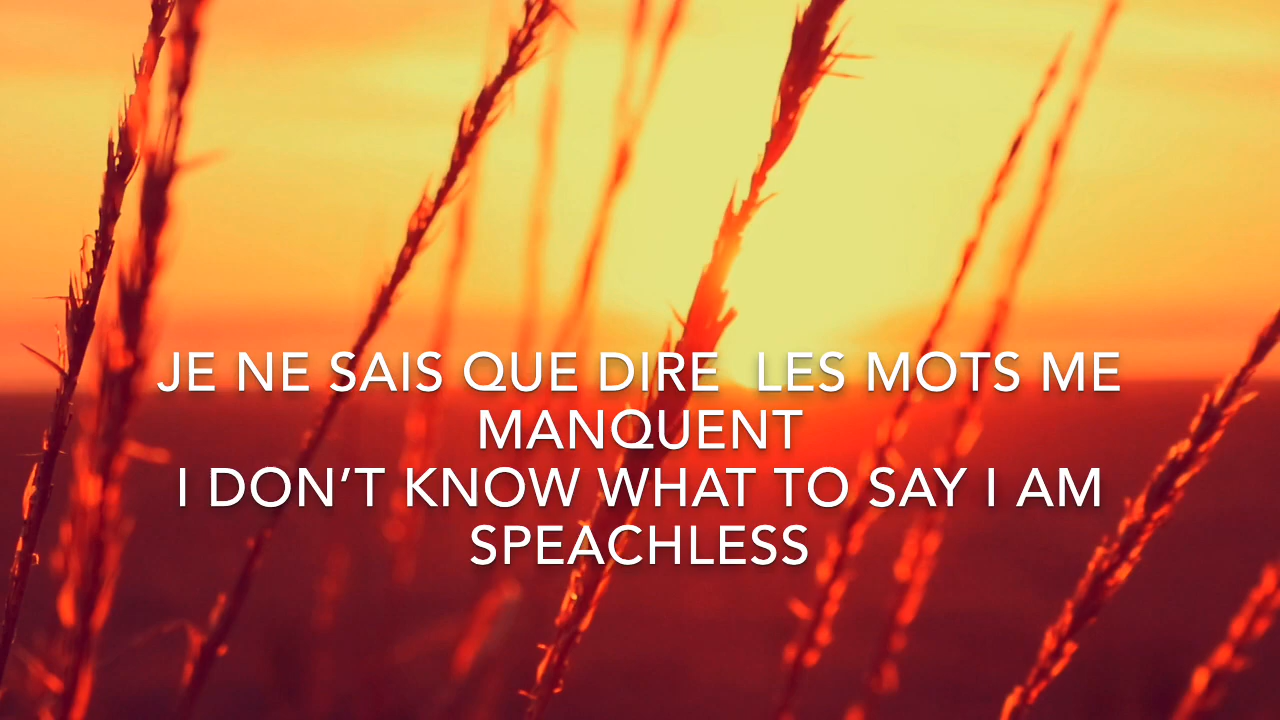 JE NE SAIS QUE DIRE  LES MOTS ME
MANQUENT
I DON’T KNOW WHAT TO SAY I AM
SPEACHLESS